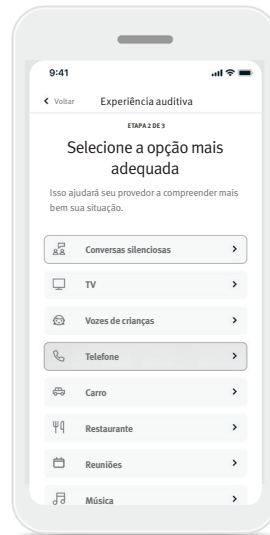 9:41
Voltar
Experiência auditiva
ETAPA 2 DE 3
Selecione a opção mais
adequada
Isso ajudará seu provedor a compreender mais
bem sua situação.
Conversas silenciosas
TV
Vozes de crianças
Telefone
Carro
Restaurante
Reuniões
Música